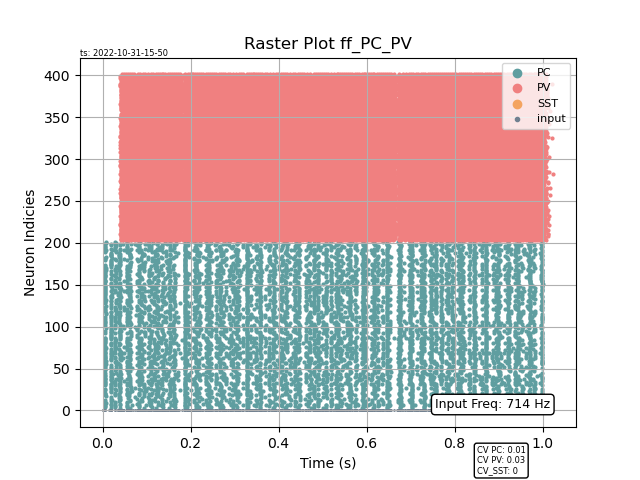 Raster Plot ff_PC_PV
ts: 2022-10-31-15-50
PC
PV
SST
input
400
350
300
250
200
150
100
50
0
Neuron Indicies
Input Freq: 714 Hz
0.0 0.2 0.4 0.6 0.8 1.0
Time (s)
CV PC: 0.01
CV PV: 0.03
CV_SST: 0